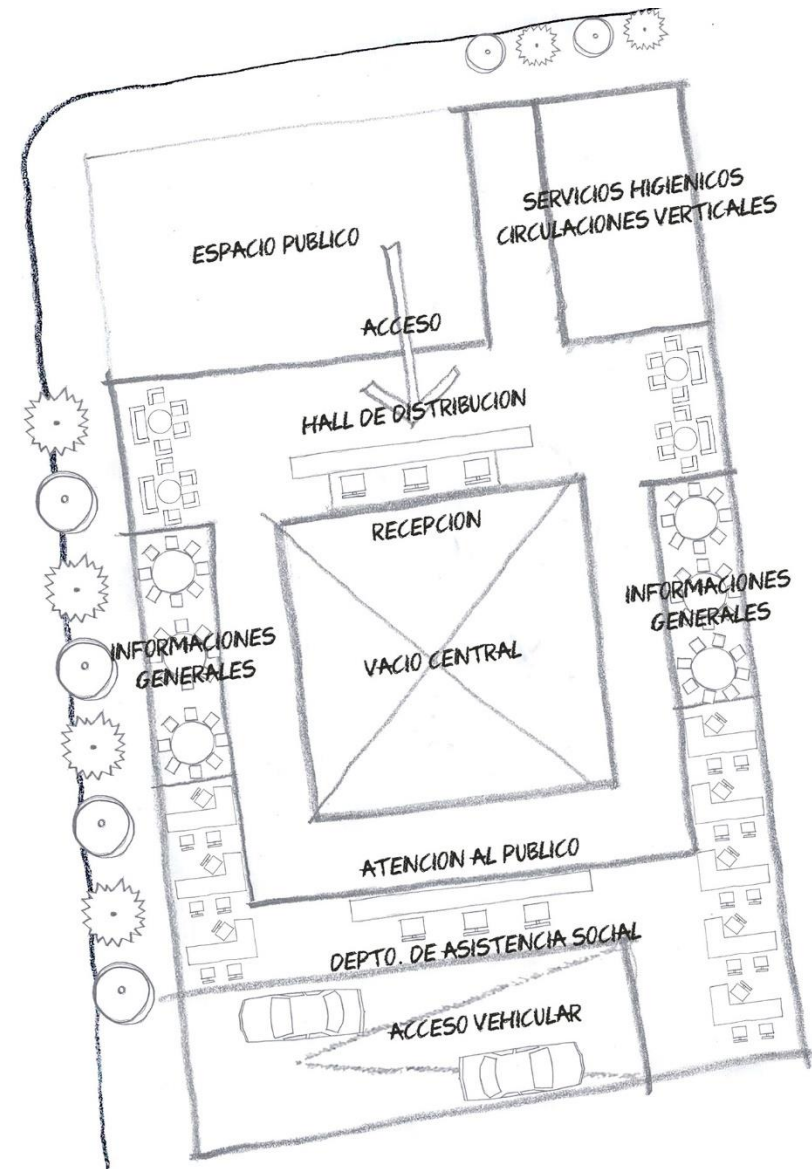 SERVICIOS HIGIENICOS
CIRCULACIONES VERTICALES
ESPACIO PUBLICO
ACCESO
HALL DE DISTRIBUCION
RECEPCION
INFORMACIONES
GENERALES
VACIO CENTRAL
INFORMACIONES
GENERALES
ATENCION AL PUBLICO
DEPTO. DE ASISTENCIA SOCIAL
ACCESO VEHICULAR